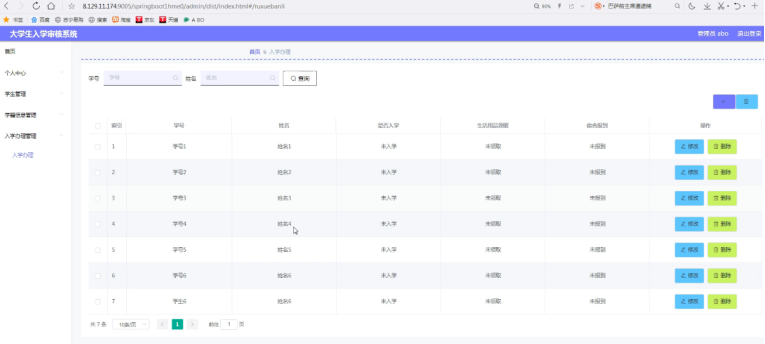 8.129.11.174:9005/springboot1hme0/admin/dist/index.html#/ruxuebanli
90%
巴萨前主席遭逮捕
书签 百度 苏宁易购 搜索 淘宝 京东 天猫 A BO
大学生入学审核系统
管理员 abo 退出登录
首页
首页 入学办理
个人中心
学生管理
学籍信息管理
入学办理管理
入学办理
学号 学号 姓名 姓名 查询
索引 学号 姓名 是否入学 生活用品领取 宿舍报到 操作
1 学号1 姓名1 未入学 未领取 未报到 修改 删除
2 学号2 姓名2 未入学 未领取 未报到 修改 删除
3 学号3 姓名3 未入学 未领取 未报到 修改 删除
4 学号4 姓名4 未入学 未领取 未报到 修改 删除
5 学号5 姓名5 未入学 未领取 未报到 修改 删除
6 学号6 姓名6 未入学 未领取 未报到 修改 删除
7 学生6 姓名6 未入学 未领取 未报到 修改 删除
共 7 条 10条/页 1 前往 1 页